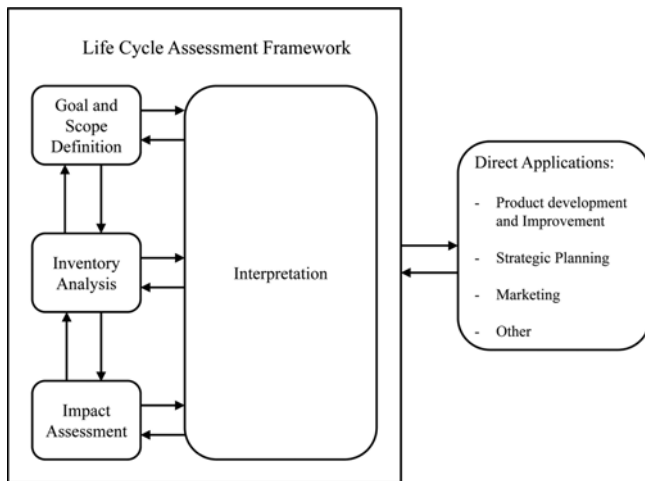 Life Cycle Assessment Framework
Goal and
Scope
Definition
Inventory
Analysis
Impact
Assessment
Interpretation
Direct Applications:
- Product development
and Improvement
- Strategic Planning
- Marketing
- Other